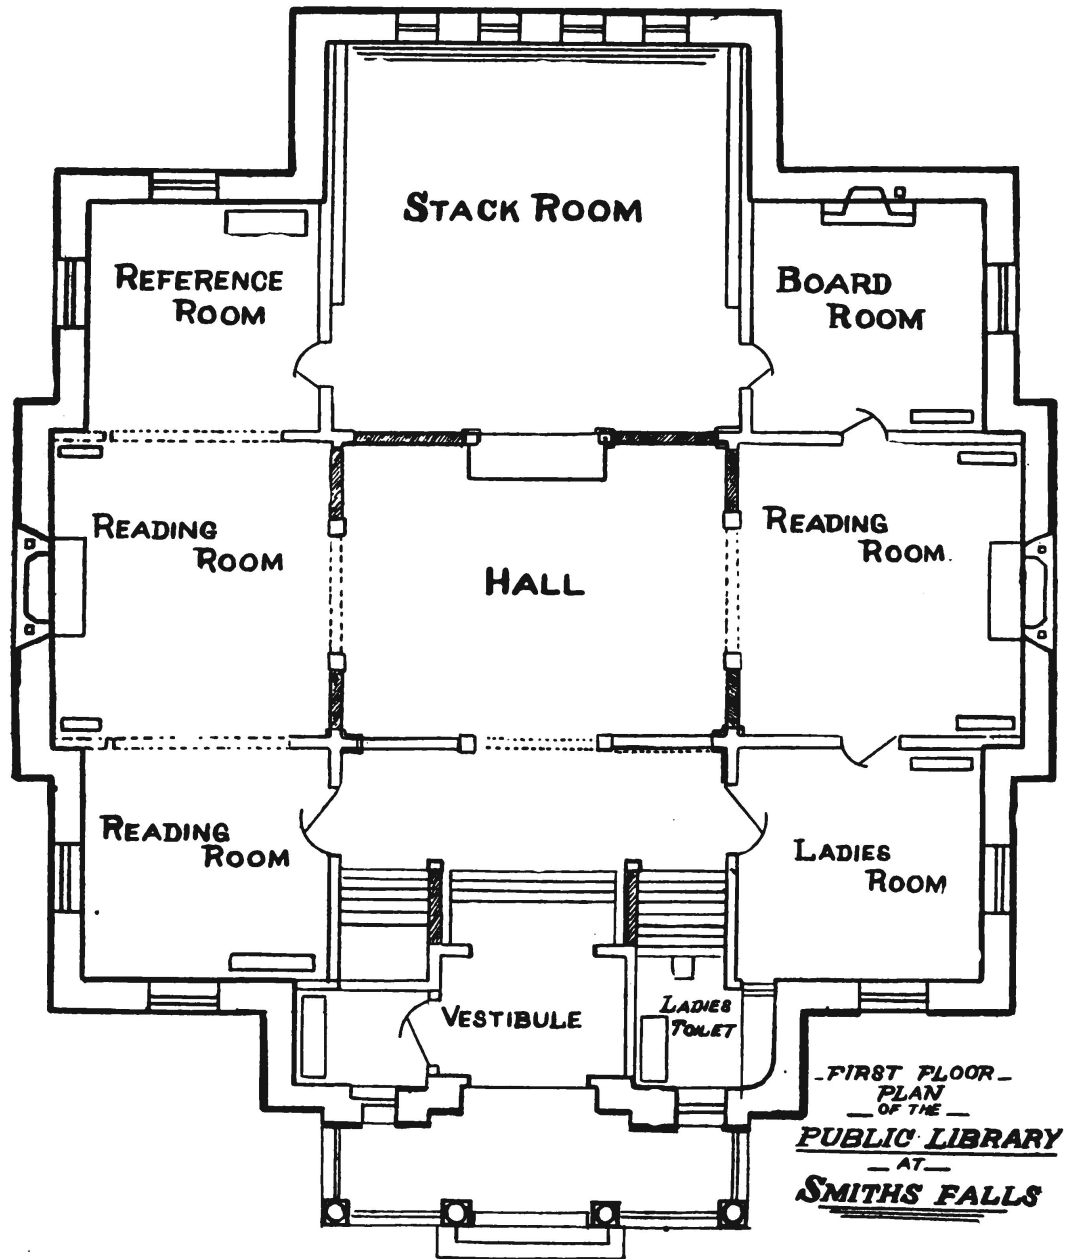 STACK ROOM
REFERENCE
ROOM
BOARD
ROOM
READING
ROOM
HALL
READING
ROOM.
READING
ROOM
LADIES
ROOM
VESTIBULE
LADIES
TOILET
-FIRST FLOOR-
PLAN
- OF THE -
PUBLIC LIBRARY
- AT -
SMITHS FALLS